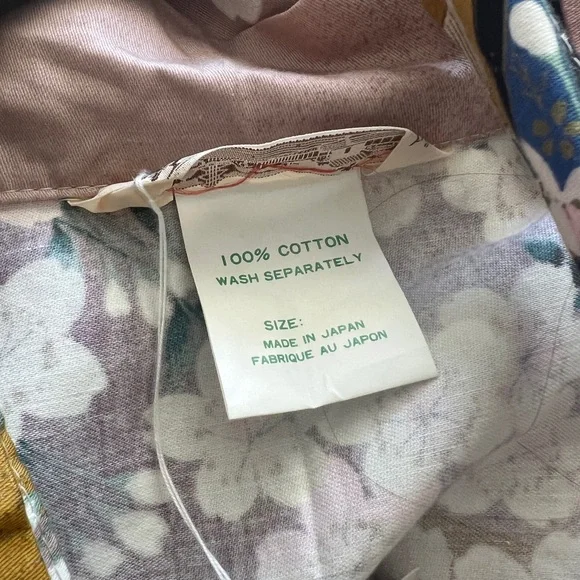 100% COTTON
WASH SEPARATELY
SIZE:
MADE IN JAPAN
FABRIQUE AU JAPON